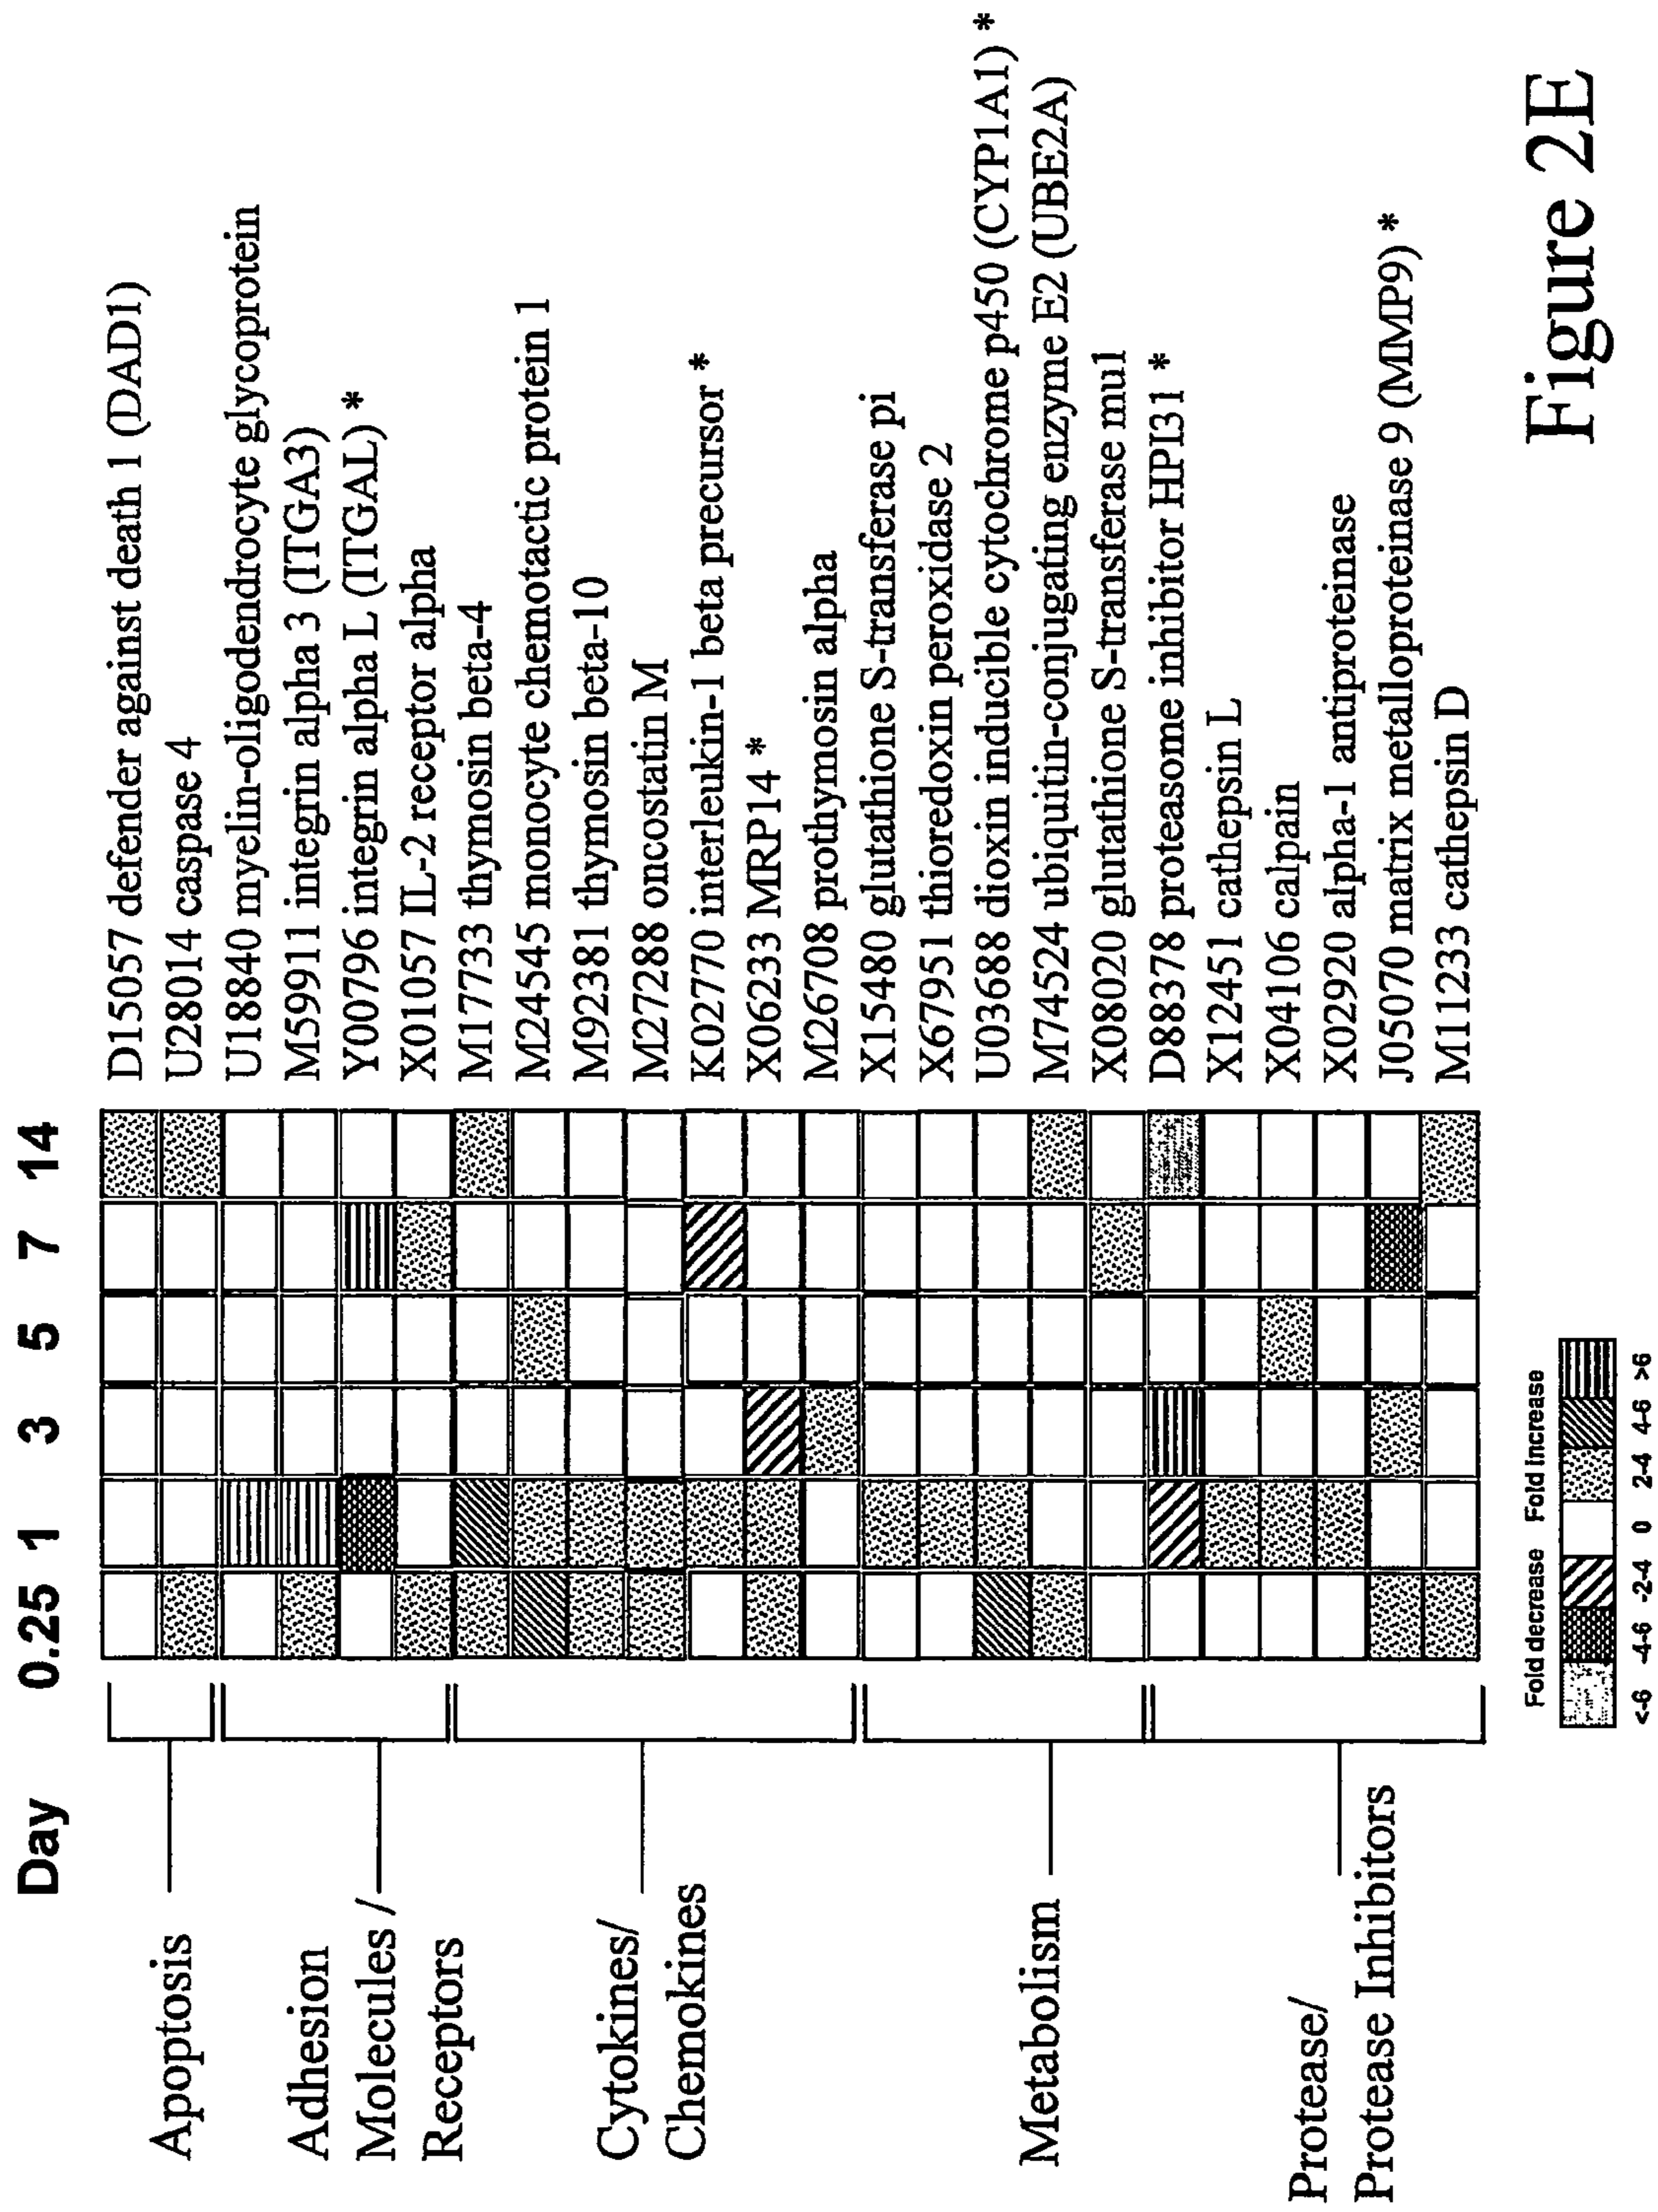 Day 0.25 1 3 5 7 14
Apoptosis
D15057 defender against death 1 (DAD1)
U28014 caspase 4
Adhesion
Molecules /
Receptors
U18840 myelin-oligodendrocyte glycoprotein
M59911 integrin alpha 3 (ITGA3)
Y00796 integrin alpha L (ITGAL) *
X01057 IL-2 receptor alpha
Cytokines/
Chemokines
M17733 thymosin beta-4
M24545 monocyte chemotactic protein 1
M92381 thymosin beta-10
M27288 oncostatin M
K02770 interleukin-1 beta precursor *
X06233 MRP14 *
M26708 prothymosin alpha
Metabolism
X15480 glutathione S-transferase pi
X67951 thioredoxin peroxidase 2
U03688 dioxin inducible cytochrome p450 (CYP1A1) *
M74524 ubiquitin-conjugating enzyme E2 (UBE2A)
X08020 glutathione S-transferase mu1
Protease/
Protease Inhibitors
D88378 proteasome inhibitor HPI31 *
X12451 cathepsin L
X04106 calpain
X02920 alpha-1 antiproteinase
J05070 matrix metalloproteinase 9 (MMP9) *
M11233 cathepsin D
Fold decrease Fold increase
<-6 -4-6 -2-4 0 2-4 4-6 >6
Figure 2E